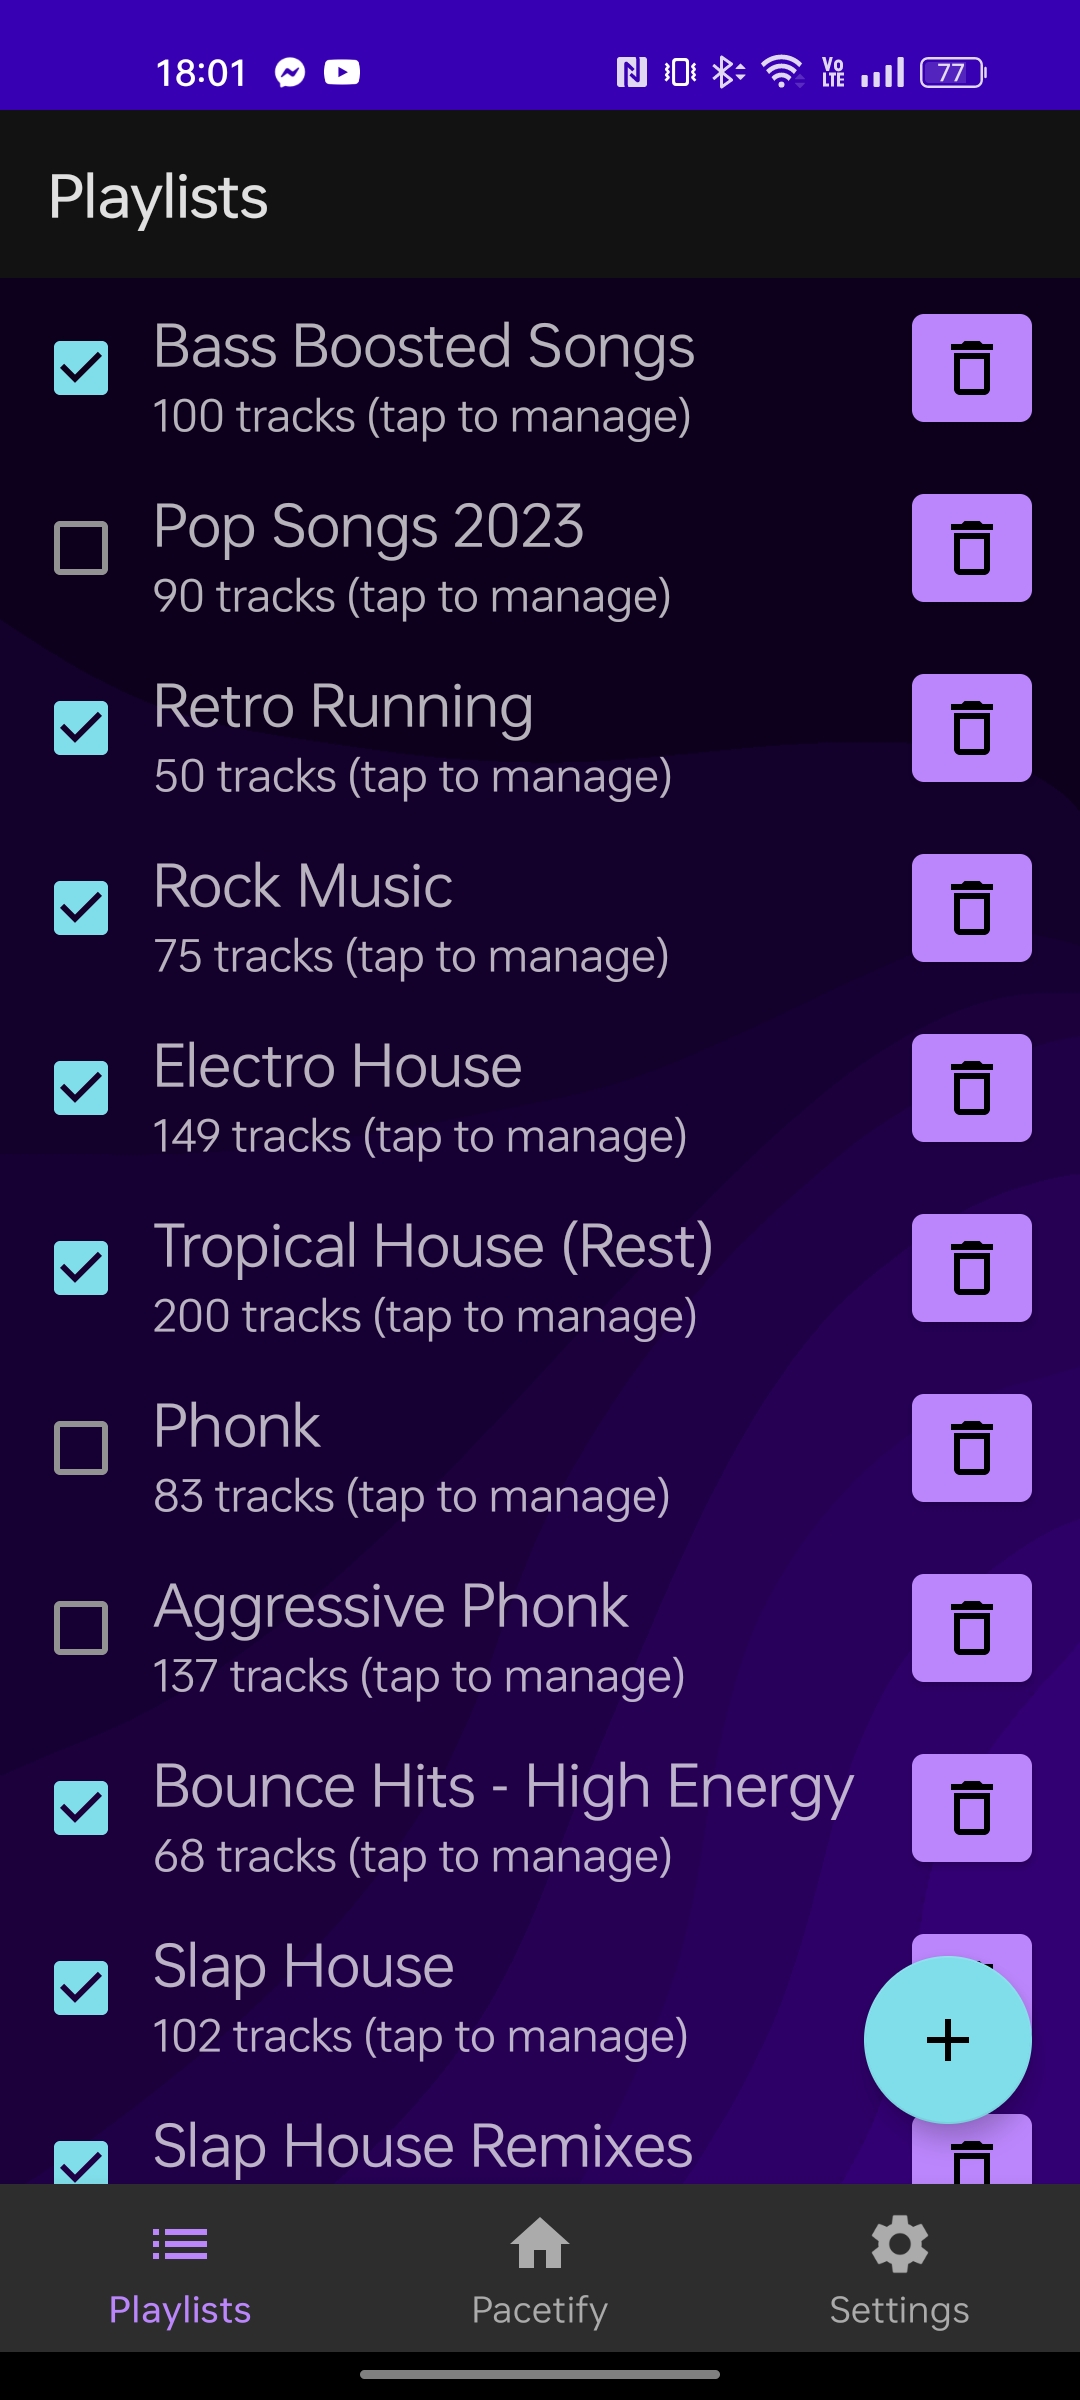 18:01
Vo
LTE
77
Playlists
Bass Boosted Songs
100 tracks (tap to manage)
Pop Songs 2023
90 tracks (tap to manage)
Retro Running
50 tracks (tap to manage)
Rock Music
75 tracks (tap to manage)
Electro House
149 tracks (tap to manage)
Tropical House (Rest)
200 tracks (tap to manage)
Phonk
83 tracks (tap to manage)
Aggressive Phonk
137 tracks (tap to manage)
Bounce Hits - High Energy
68 tracks (tap to manage)
Slap House
102 tracks (tap to manage)
Slap House Remixes
Playlists
Pacetify
Settings